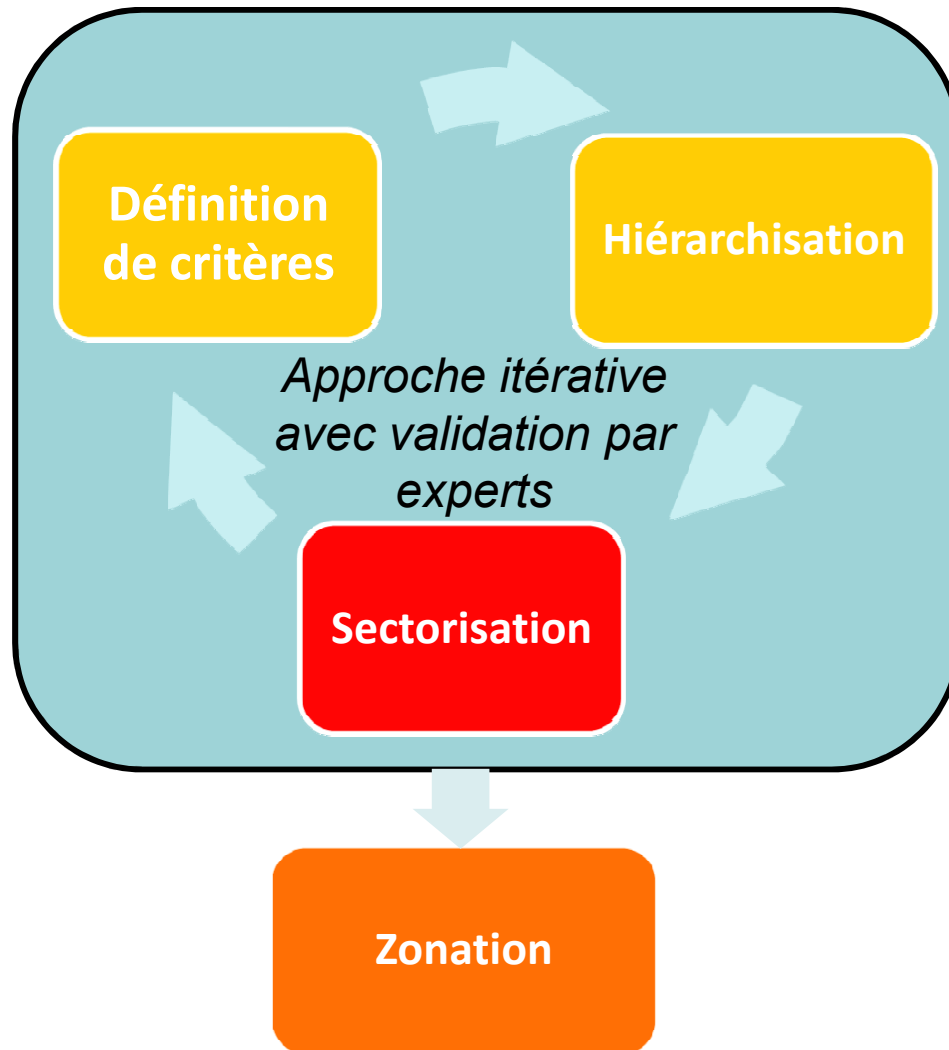 Définition
de critères
Hiérarchisation
Approche itérative
avec validation par
experts
Sectorisation
Zonation